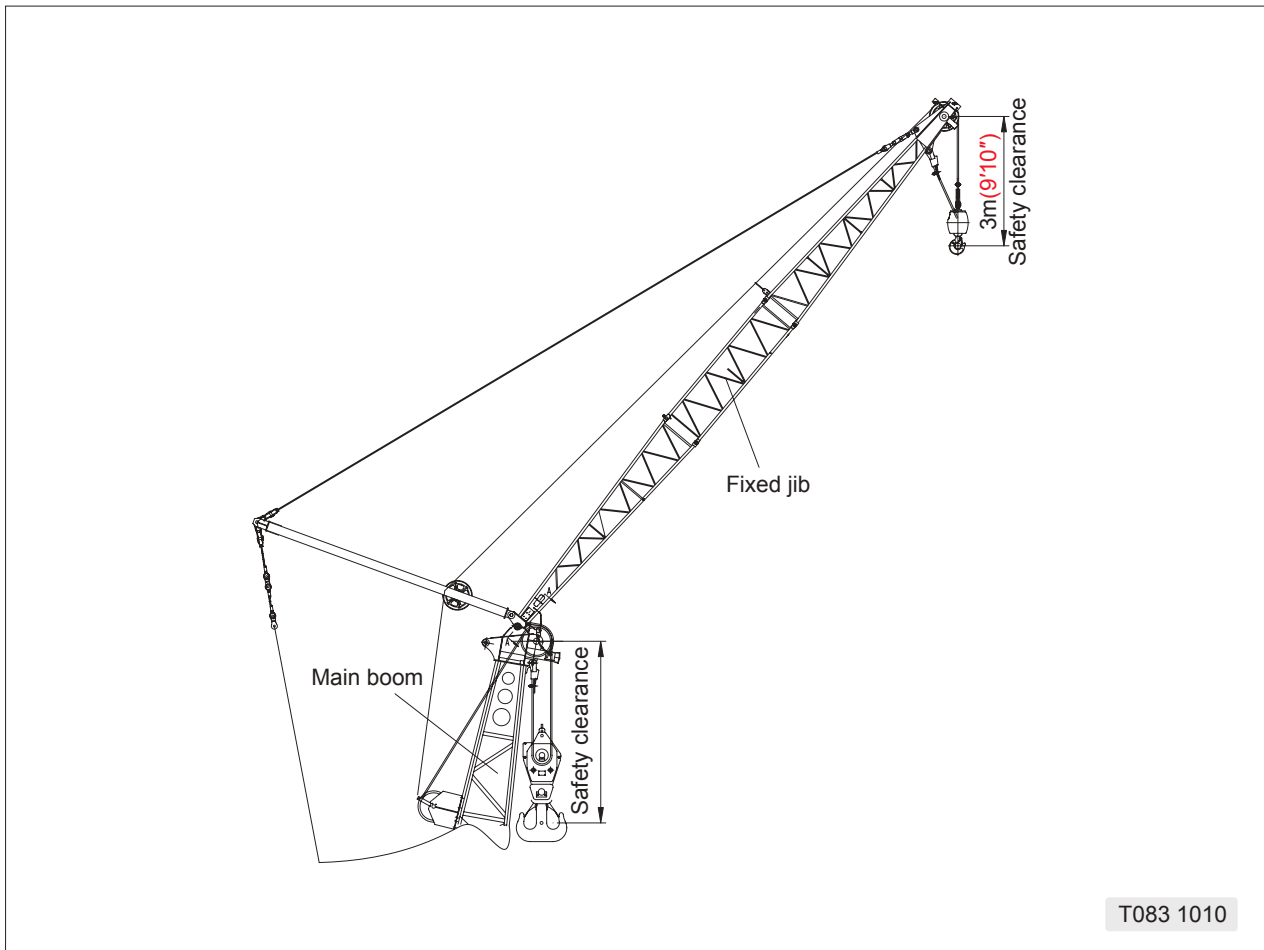 3m(9′10″)
Safety clearance
Fixed jib
Main boom
Safety clearance
T083 1010